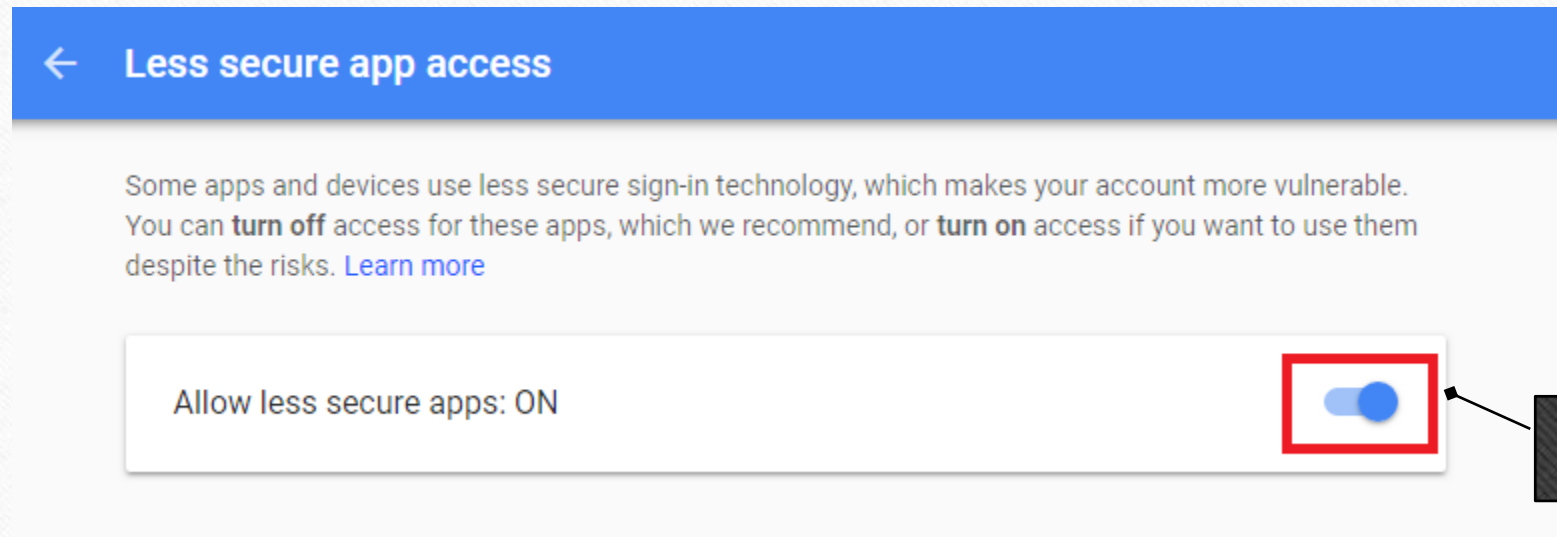 Less secure app access
Some apps and devices use less secure sign-in technology, which makes your account more vulnerable.
You can turn off access for these apps, which we recommend, or turn on access if you want to use them
despite the risks. Learn more
Allow less secure apps: ON